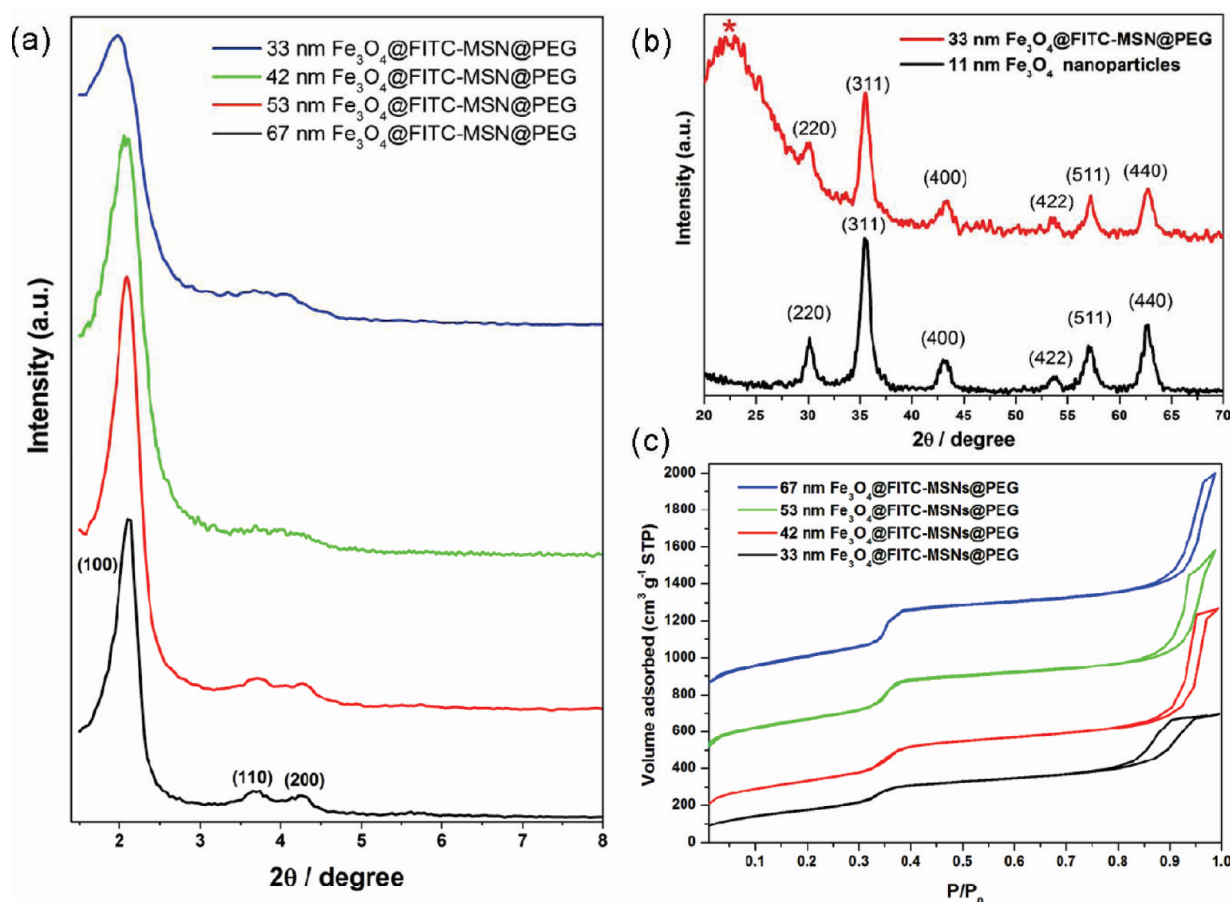 (a)
33 nm Fe₃O₄@FITC-MSN@PEG
42 nm Fe₃O₄@FITC-MSN@PEG
53 nm Fe₃O₄@FITC-MSN@PEG
67 nm Fe₃O₄@FITC-MSN@PEG
Intensity (a.u.)
(100)
(110)
(200)
2 3 4 5 6 7 8
2θ / degree
(b)
*
33 nm Fe₃O₄@FITC-MSN@PEG
11 nm Fe₃O₄ nanoparticles
Intensity (a.u.)
(220) (311) (400) (422) (511) (440)
(220) (311) (400) (422) (511) (440)
20 25 30 35 40 45 50 55 60 65 70
2θ / degree
(c)
67 nm Fe₃O₄@FITC-MSNs@PEG
53 nm Fe₃O₄@FITC-MSNs@PEG
42 nm Fe₃O₄@FITC-MSNs@PEG
33 nm Fe₃O₄@FITC-MSNs@PEG
Volume adsorbed (cm³ g⁻¹ STP)
2000
1800
1600
1400
1200
1000
800
600
400
200
0
0.1 0.2 0.3 0.4 0.5 0.6 0.7 0.8 0.9 1.0
P/P₀